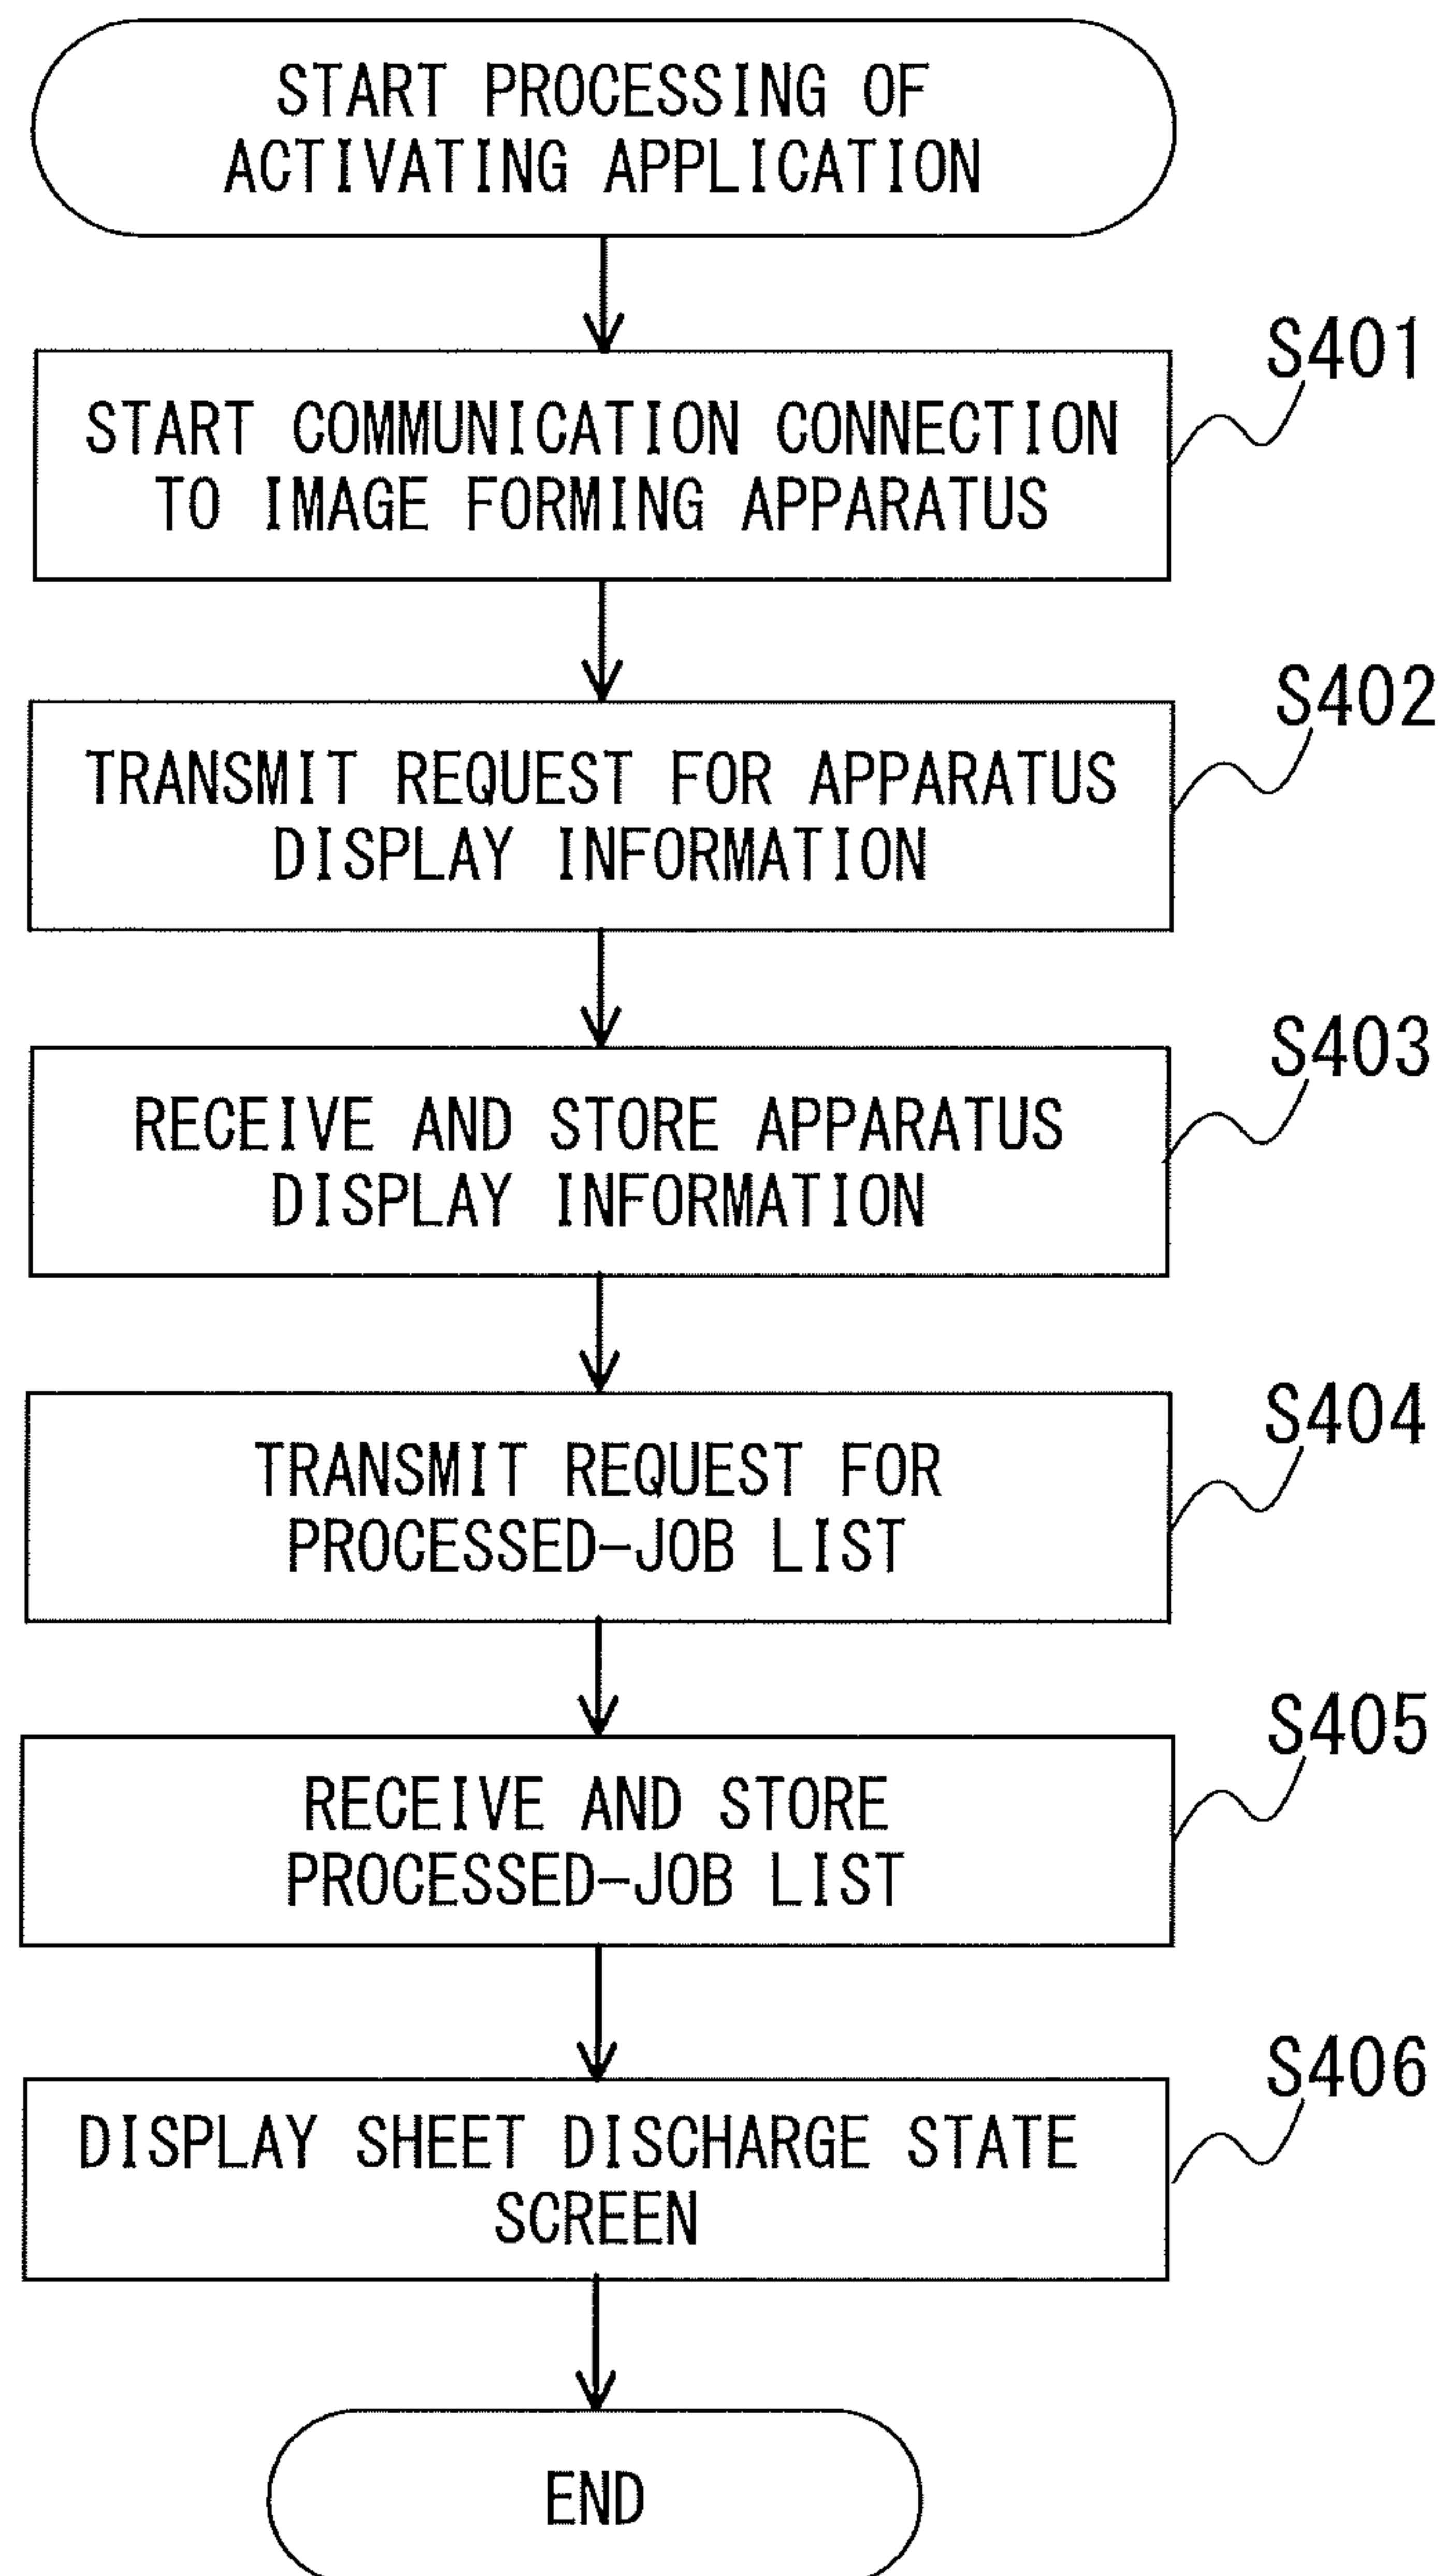 START PROCESSING OF
ACTIVATING APPLICATION
S401
START COMMUNICATION CONNECTION
TO IMAGE FORMING APPARATUS
S402
TRANSMIT REQUEST FOR APPARATUS
DISPLAY INFORMATION
S403
RECEIVE AND STORE APPARATUS
DISPLAY INFORMATION
S404
TRANSMIT REQUEST FOR
PROCESSED-JOB LIST
S405
RECEIVE AND STORE
PROCESSED-JOB LIST
S406
DISPLAY SHEET DISCHARGE STATE
SCREEN
END